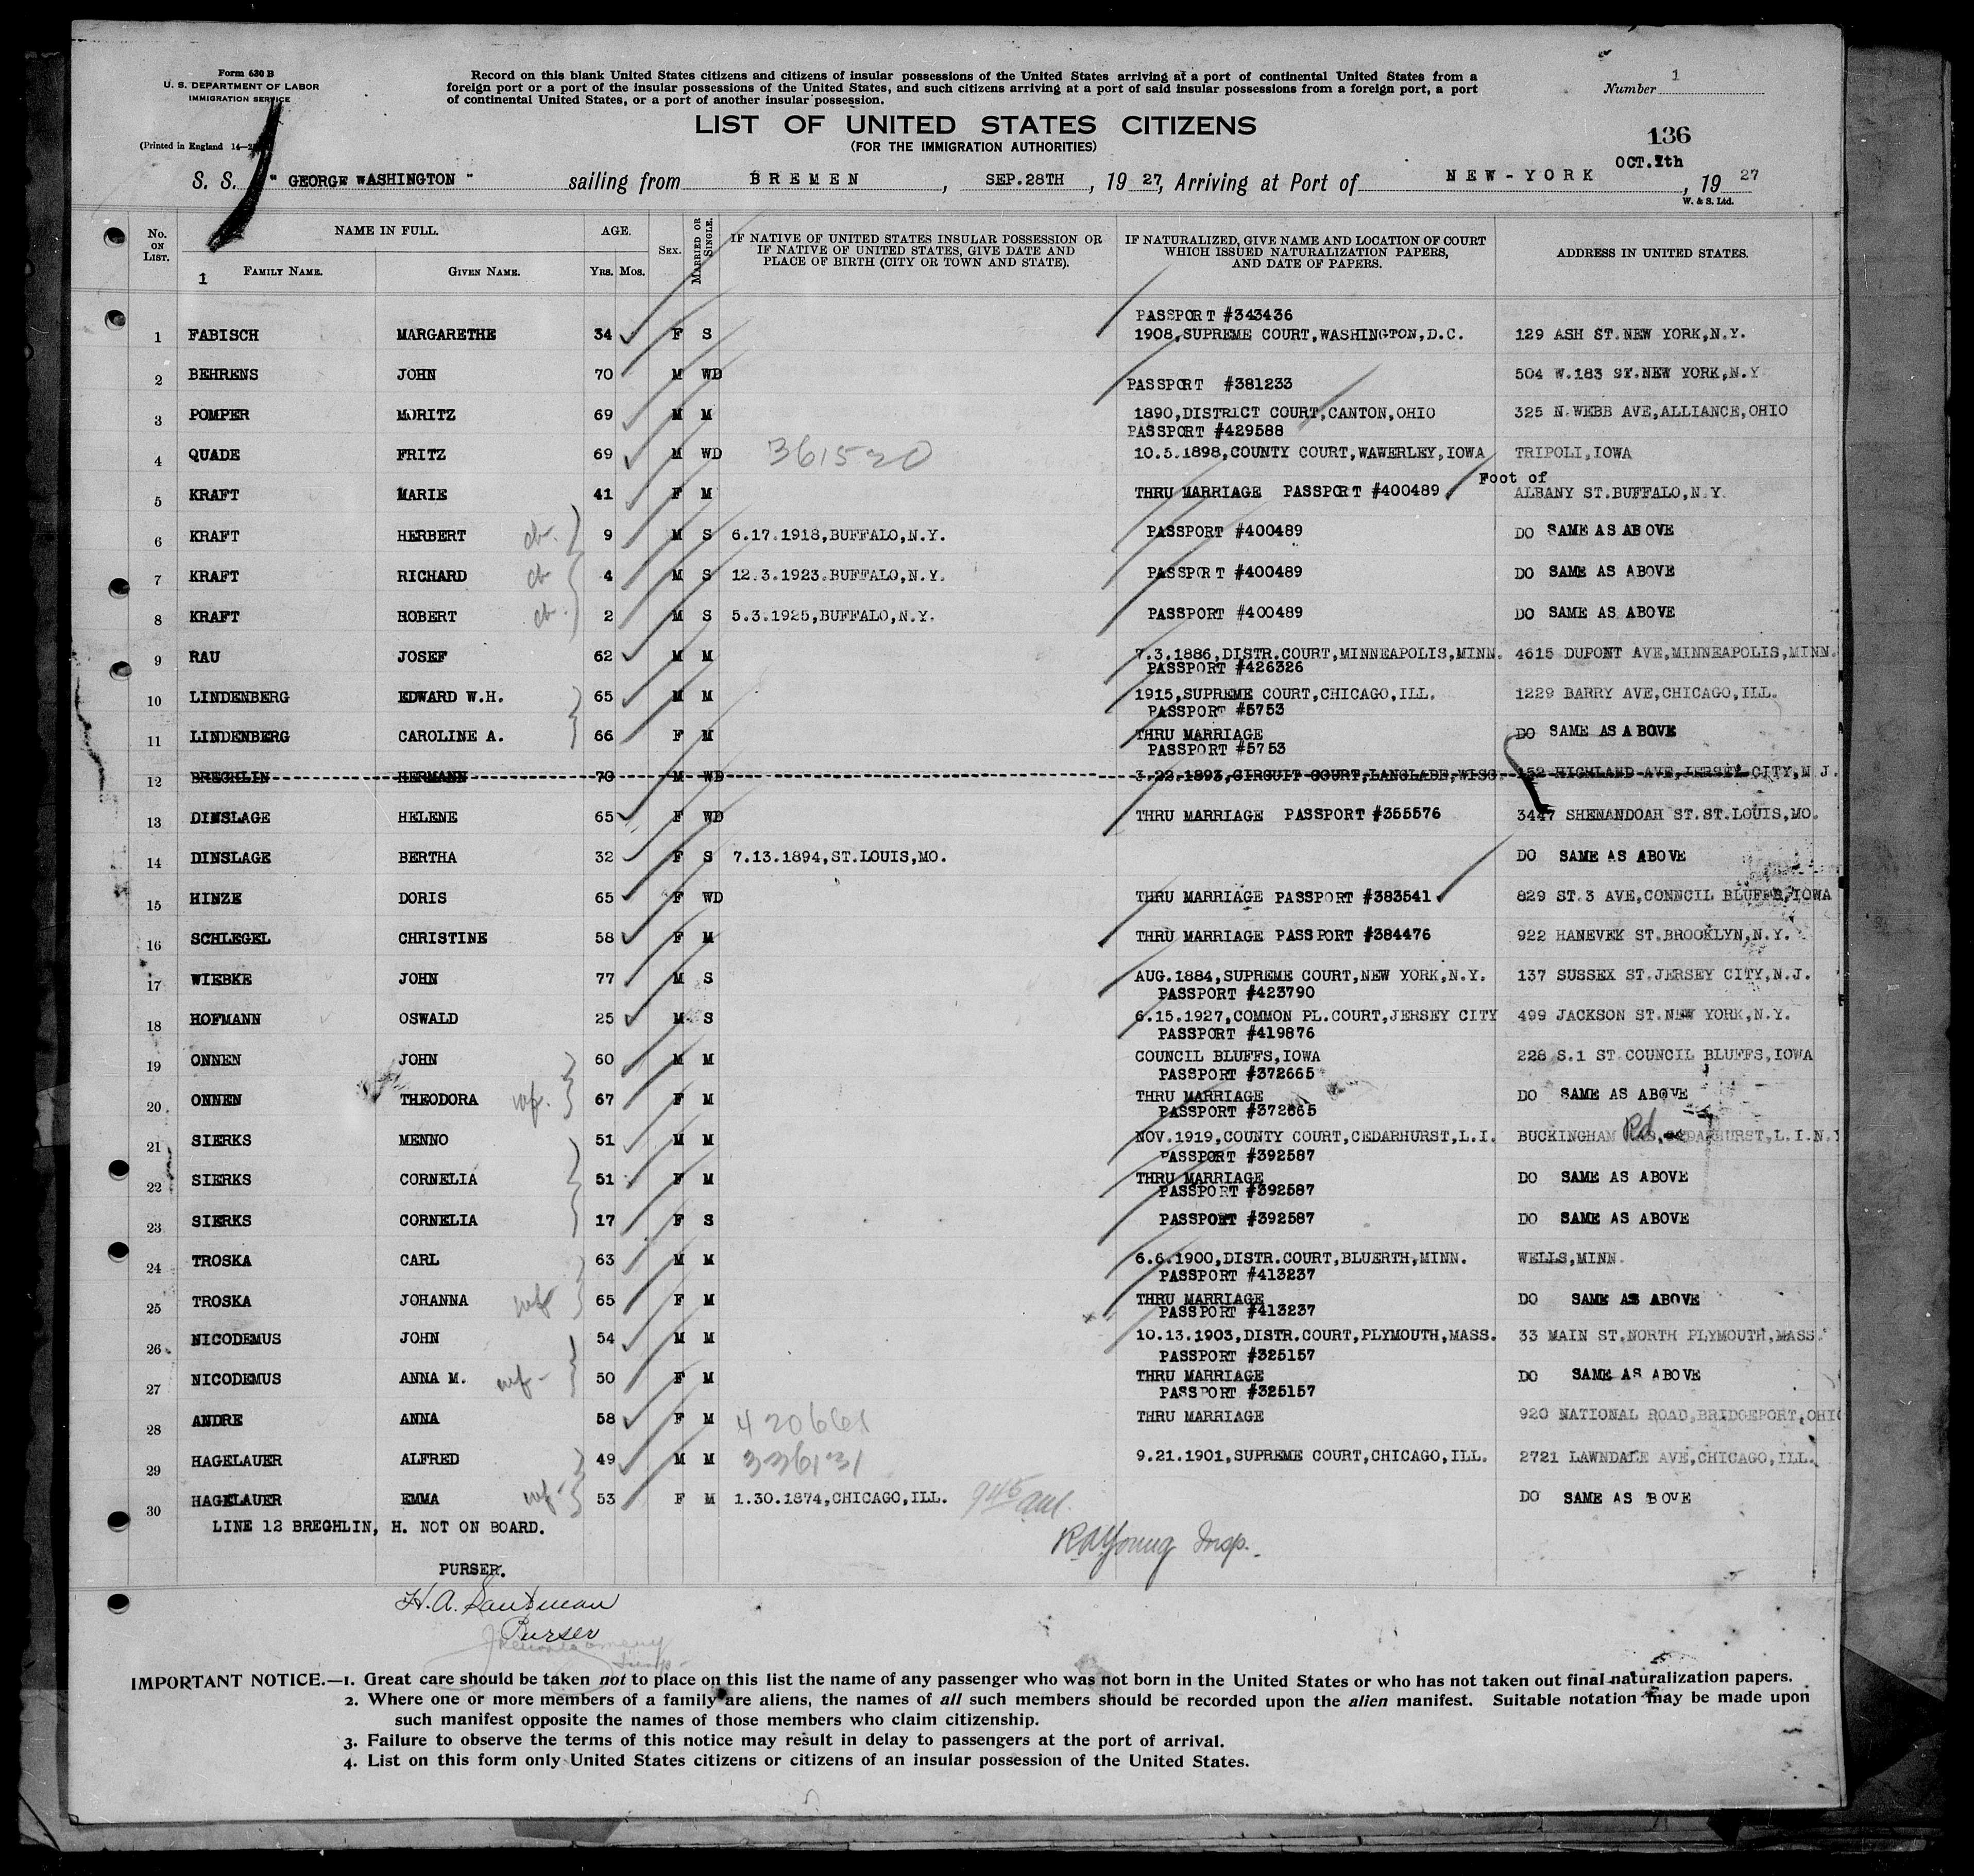 Form 630 B
U. S. DEPARTMENT OF LABOR
IMMIGRATION SERVICE
(Printed in England 14—
Record on this blank United States citizens and citizens of insular possessions of the United States arriving at a port of continental United States from a
foreign port or a port of the insular possessions of the United States, and such citizens arriving at a port of said insular possessions from a foreign port, a port
of continental United States, or a port of another insular possession.
Number 1
LIST OF UNITED STATES CITIZENS
(FOR THE IMMIGRATION AUTHORITIES)
136
S. S. " GEORGE WASHINGTON " sailing from BREMEN, SEP.28TH, 19 27, Arriving at Port of NEW-YORK OCT.7th, 19 27
W. & S. Ltd.
No. ON LIST. NAME IN FULL. AGE. SEX. MARRIED OR SINGLE. IF NATIVE OF UNITED STATES INSULAR POSSESSION OR IF NATIVE OF UNITED STATES, GIVE DATE AND PLACE OF BIRTH (CITY OR TOWN AND STATE). IF NATURALIZED, GIVE NAME AND LOCATION OF COURT WHICH ISSUED NATURALIZATION PAPERS, AND DATE OF PAPERS. ADDRESS IN UNITED STATES.
1 FAMILY NAME. GIVEN NAME. YRS. MOS.
PASSPORT #343436
1 FABISCH MARGARETHE 34 F S 1908,SUPREME COURT,WASHINGTON,D.C. 129 ASH ST.NEW YORK,N.Y.
2 BEHRENS JOHN 70 M WD PASSPORT #381233 504 W.183 ST.NEW YORK,N.Y
3 POMPER MORITZ 69 M M 1890,DISTRICT COURT,CANTON,OHIO 325 N.WEBB AVE,ALLIANCE,OHIO
PASSPORT #429588
4 QUADE FRITZ 69 M WD 361520 10.5.1898,COUNTY COURT,WAWERLEY,IOWA TRIPOLI,IOWA
Foot of
5 KRAFT MARIE 41 F M THRU MARRIAGE PASSPORT #400489 ALBANY ST.BUFFALO,N.Y.
6 KRAFT HERBERT ch. 9 M S 6.17.1918,BUFFALO,N.Y. PASSPORT #400489 DO SAME AS ABOVE
7 KRAFT RICHARD ch 4 M S 12.3.1923.BUFFALO,N.Y. PASSPORT #400489 DO SAME AS ABOVE
8 KRAFT ROBERT ch. 2 M S 5.3.1925,BUFFALO,N.Y. PASSPORT #400489 DO SAME AS ABOVE
9 RAU JOSEF 62 M M 7.3.1886,DISTR.COURT,MINNEAPOLIS,MINN. 4615 DUPONT AVE,MINNEAPOLIS,MINN.
PASSPORT #426326
10 LINDENBERG EDWARD W.H. 65 M M 1915,SUPREME COURT,CHICAGO,ILL. 1229 BARRY AVE,CHICAGO,ILL.
PASSPORT #5753
11 LINDENBERG CAROLINE A. 66 F M THRU MARRIAGE DO SAME AS ABOVE
PASSPORT #5753
12 BREGHLIN HERMANN 70 M WD 3.22.1893,CIRCUIT COURT,LANGLADE,WISC. 152 HIGHLAND AVE,JERSEY CITY,N.J.
13 DINSLAGE HELENE 65 F WD THRU MARRIAGE PASSPORT #355576 3447 SHENANDOAH ST.ST.LOUIS,MO.
14 DINSLAGE BERTHA 32 F S 7.13.1894,ST.LOUIS,MO. DO SAME AS ABOVE
15 HINZE DORIS 65 F WD THRU MARRIAGE PASSPORT #383541 829 ST.3 AVE,CONNCIL BLUFFS,IOWA
16 SCHLEGEL CHRISTINE 58 F M THRU MARRIAGE PASSPORT #384476 922 HANEVEK ST.BROOKLYN,N.Y.
17 WIEBKE JOHN 77 M S AUG.1884,SUPREME COURT,NEW YORK,N.Y. 137 SUSSEX ST.JERSEY CITY,N.J.
PASSPORT #423790
18 HOFMANN OSWALD 25 M S 6.15.1927,COMMON PL.COURT,JERSEY CITY 499 JACKSON ST.NEW YORK,N.Y.
PASSPORT #419876
19 ONNEN JOHN 60 M M COUNCIL BLUFFS,IOWA 228 S.1 ST.COUNCIL BLUFFS,IOWA
PASSPORT #372665
20 ONNEN THEODORA wf. 67 F M THRU MARRIAGE DO SAME AS ABOVE
PASSPORT #372665
21 SIERKS MENNO 51 M M NOV.1919,COUNTY COURT,CEDARHURST,L.I. BUCKINGHAM Rd CEDARHURST,L.I.N.Y
PASSPORT #392587
22 SIERKS CORNELIA 51 F M THRU MARRIAGE DO SAME AS ABOVE
PASSPORT #392587
23 SIERKS CORNELIA 17 F S PASSPORT #392587 DO SAME AS ABOVE
24 TROSKA CARL 63 M M 6.6.1900,DISTR.COURT,BLUERTH,MINN. WELLS,MINN.
PASSPORT #413237
25 TROSKA JOHANNA wf 65 F M THRU MARRIAGE DO SAME AS ABOVE
PASSPORT #413237
26 NICODEMUS JOHN 54 M M 10.13.1903,DISTR.COURT,PLYMOUTH,MASS. 33 MAIN ST.NORTH PLYMOUTH,MASS.
PASSPORT #325157
27 NICODEMUS ANNA M. wf- 50 F M THRU MARRIAGE DO SAME AS ABOVE
PASSPORT #325157
28 ANDRE ANNA 58 F M THRU MARRIAGE 920 NATIONAL ROAD,BRIDGEPORT,OHIO
29 HAGELAUER ALFRED 49 M M 336131 9.21.1901,SUPREME COURT,CHICAGO,ILL. 2721 LAWNDALE AVE,CHICAGO,ILL.
30 HAGELAUER EMMA wf- 53 F M 1.30.1874,CHICAGO,ILL. DO SAME AS BOVE
LINE 12 BREGHLIN, H. NOT ON BOARD.
R A Young Insp.
PURSER.
H.A.
Purser
IMPORTANT NOTICE.—1. Great care should be taken not to place on this list the name of any passenger who was not born in the United States or who has not taken out final naturalization papers.
2. Where one or more members of a family are aliens, the names of all such members should be recorded upon the alien manifest. Suitable notation may be made upon
such manifest opposite the names of those members who claim citizenship.
3. Failure to observe the terms of this notice may result in delay to passengers at the port of arrival.
4. List on this form only United States citizens or citizens of an insular possession of the United States.